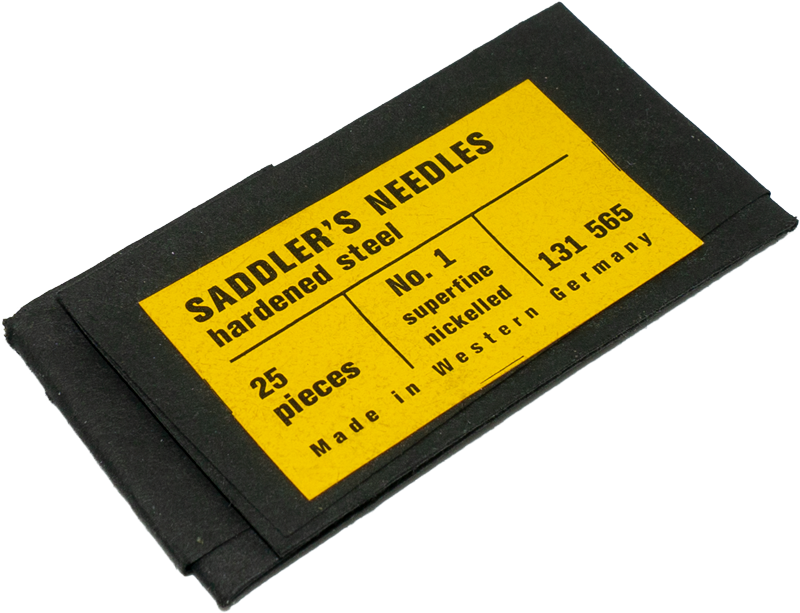 SADDLER'S NEEDLES
hardened steel
25
pieces
No. 1
superfine
nickelled
131 565
Made in Western Germany